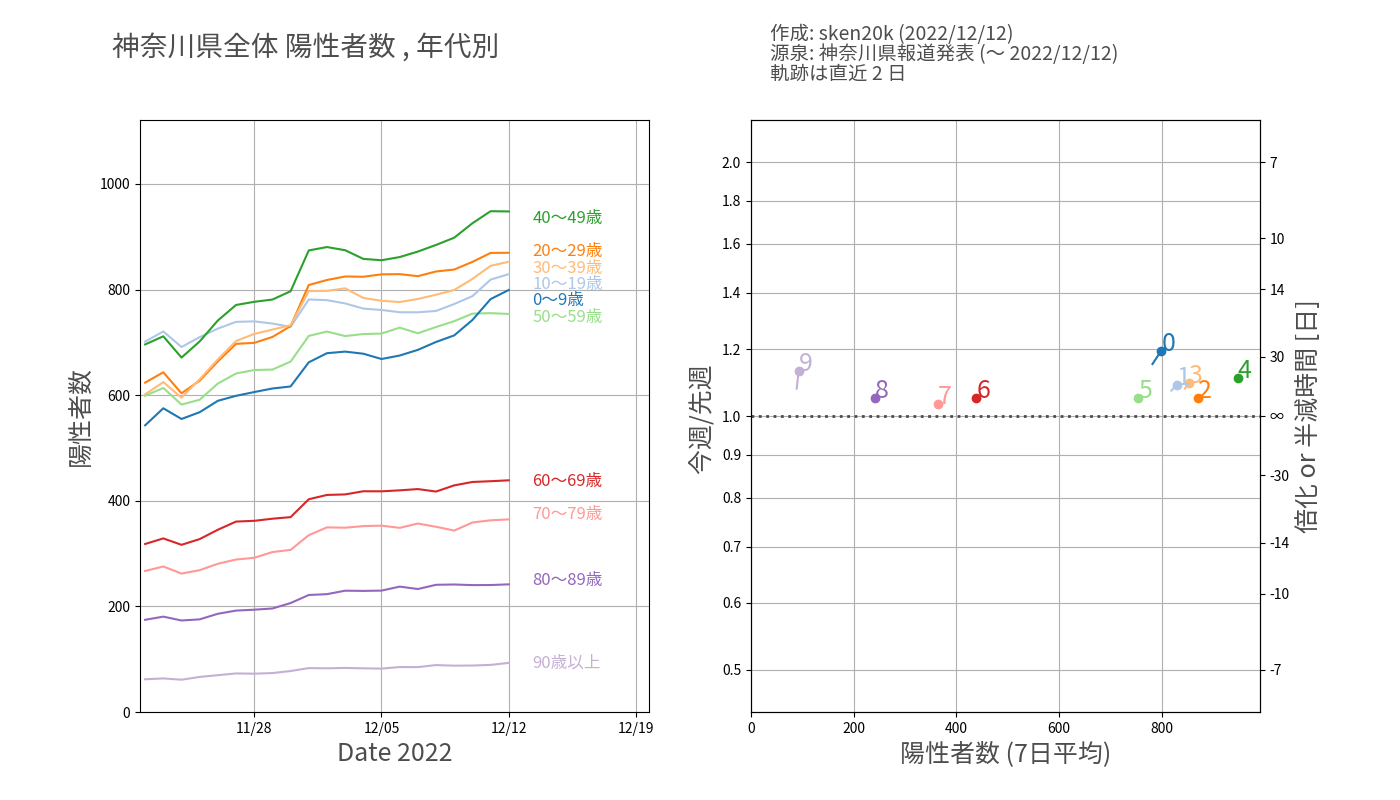 神奈川県全体 陽性者数 , 年代別
作成: sken20k (2022/12/12)
源泉: 神奈川県報道発表 (〜 2022/12/12)
軌跡は直近 2 日
陽性者数
1000
800
600
400
200
0
11/28
12/05
12/12
12/19
Date 2022
40〜49歳
20〜29歳
30〜39歳
10〜19歳
0〜9歳
50〜59歳
60〜69歳
70〜79歳
80〜89歳
90歳以上
今週/先週
2.0
1.8
1.6
1.4
1.2
1.0
0.9
0.8
0.7
0.6
0.5
9
8
7
6
5
0
1
3
2
4
0
200
400
600
800
陽性者数 (7日平均)
7
10
14
30
∞
-30
-14
-10
-7
倍化 or 半減時間 [日]